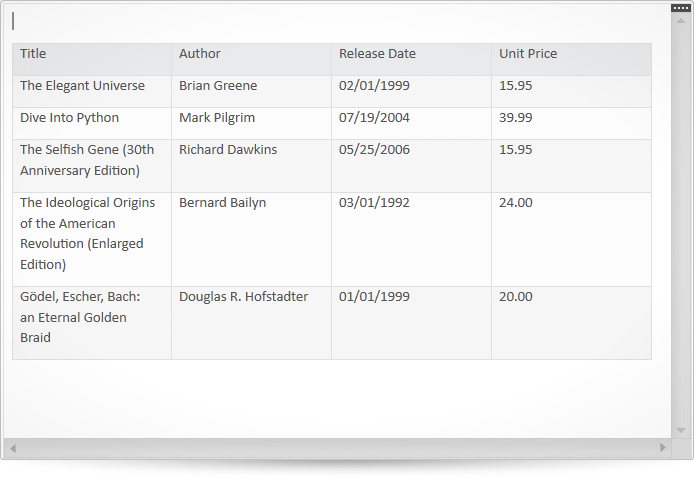 Title Author Release Date Unit Price
The Elegant Universe Brian Greene 02/01/1999 15.95
Dive Into Python Mark Pilgrim 07/19/2004 39.99
The Selfish Gene (30th Richard Dawkins 05/25/2006 15.95
Anniversary Edition)
The Ideological Origins Bernard Bailyn 03/01/1992 24.00
of the American
Revolution (Enlarged
Edition)
Gödel, Escher, Bach: Douglas R. Hofstadter 01/01/1999 20.00
an Eternal Golden
Braid